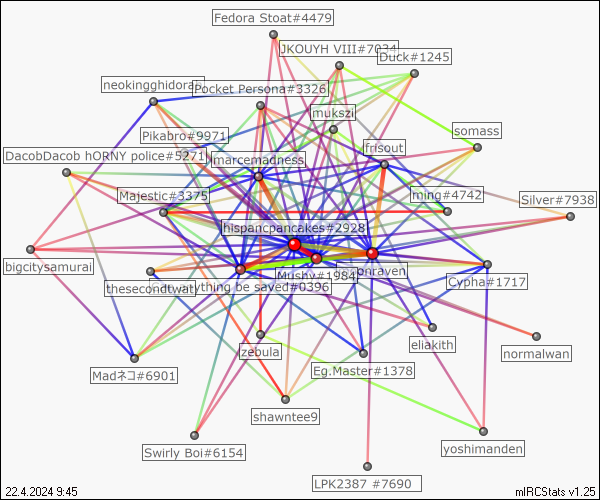 Fedora Stoat#4479
JKOUYH VIII#7034
Duck#1245
neokingghidorah
Pocket Persona#3326
mukszi
somass
Pikabro#9971
frisout
DacobDacob hORNY police#5271
marcemadness
Majestic#3375
ming#4742
Silver#7938
hispancpancakes#2928
bigcitysamurai
Mushy#1984
onraven
Cypha#1717
thesecondtwat
ything be saved#0396
eliakith
zebula
normalwan
Eg.Master#1378
Madネコ#6901
shawntee9
Swirly Boi#6154
yoshimanden
LPK2387 #7690
22.4.2024 9:45
mIRCStats v1.25